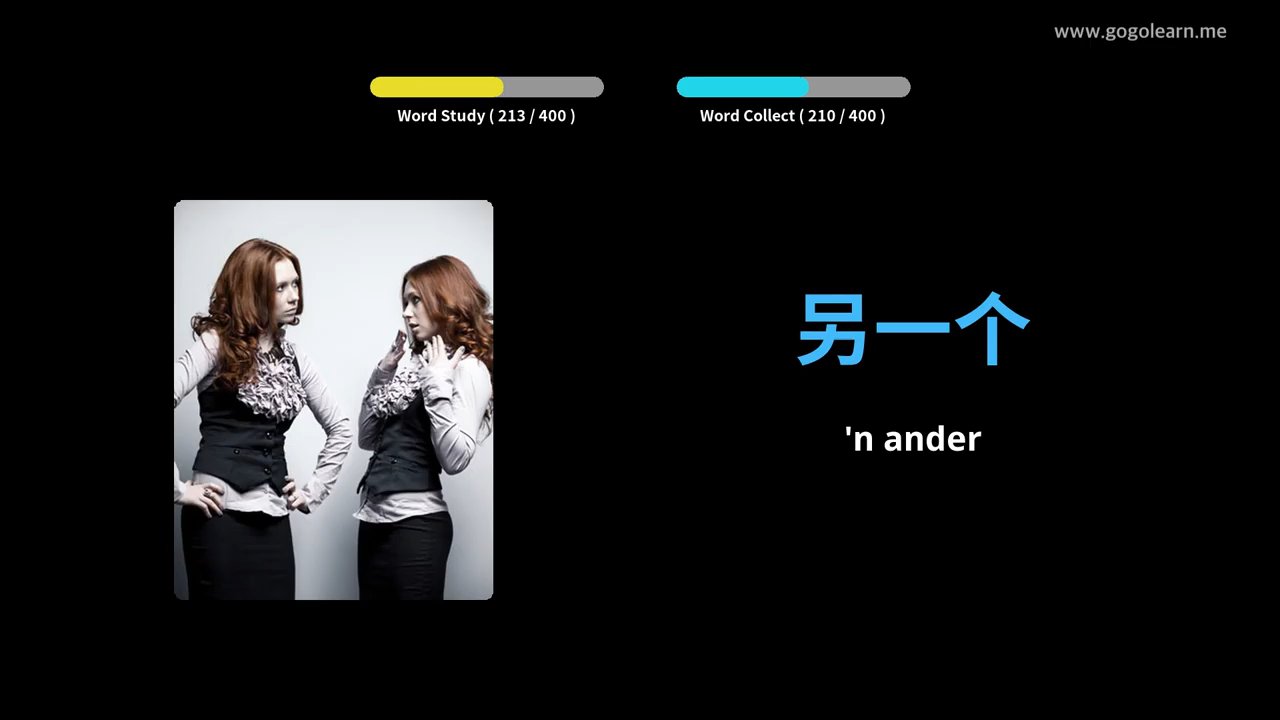 www.gogolearn.me
Word Study ( 213 / 400 )
Word Collect ( 210 / 400 )
另一个
'n ander